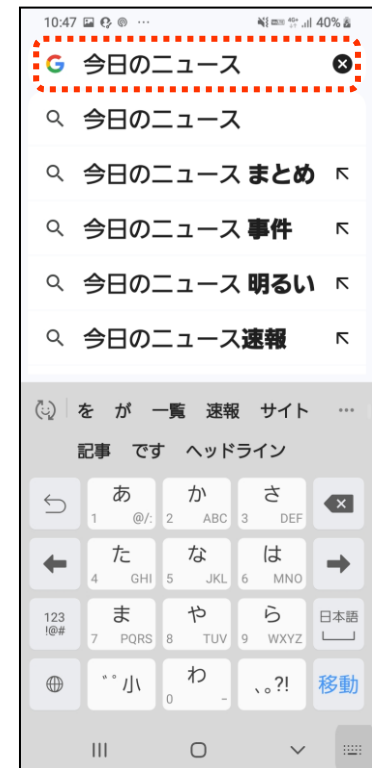 10:47 40%
今日のニュース
今日のニュース
今日のニュース まとめ
今日のニュース 事件
今日のニュース 明るい
今日のニュース速報
を が 一覧 速報 サイト …
記事 です ヘッドライン
あ か さ
1 @/: 2 ABC 3 DEF
た な は
4 GHI 5 JKL 6 MNO
123 ま や ら 日本語
!@# 7 PQRS 8 TUV 9 WXYZ
゛゜小 わ 、。?! 移動
0 -